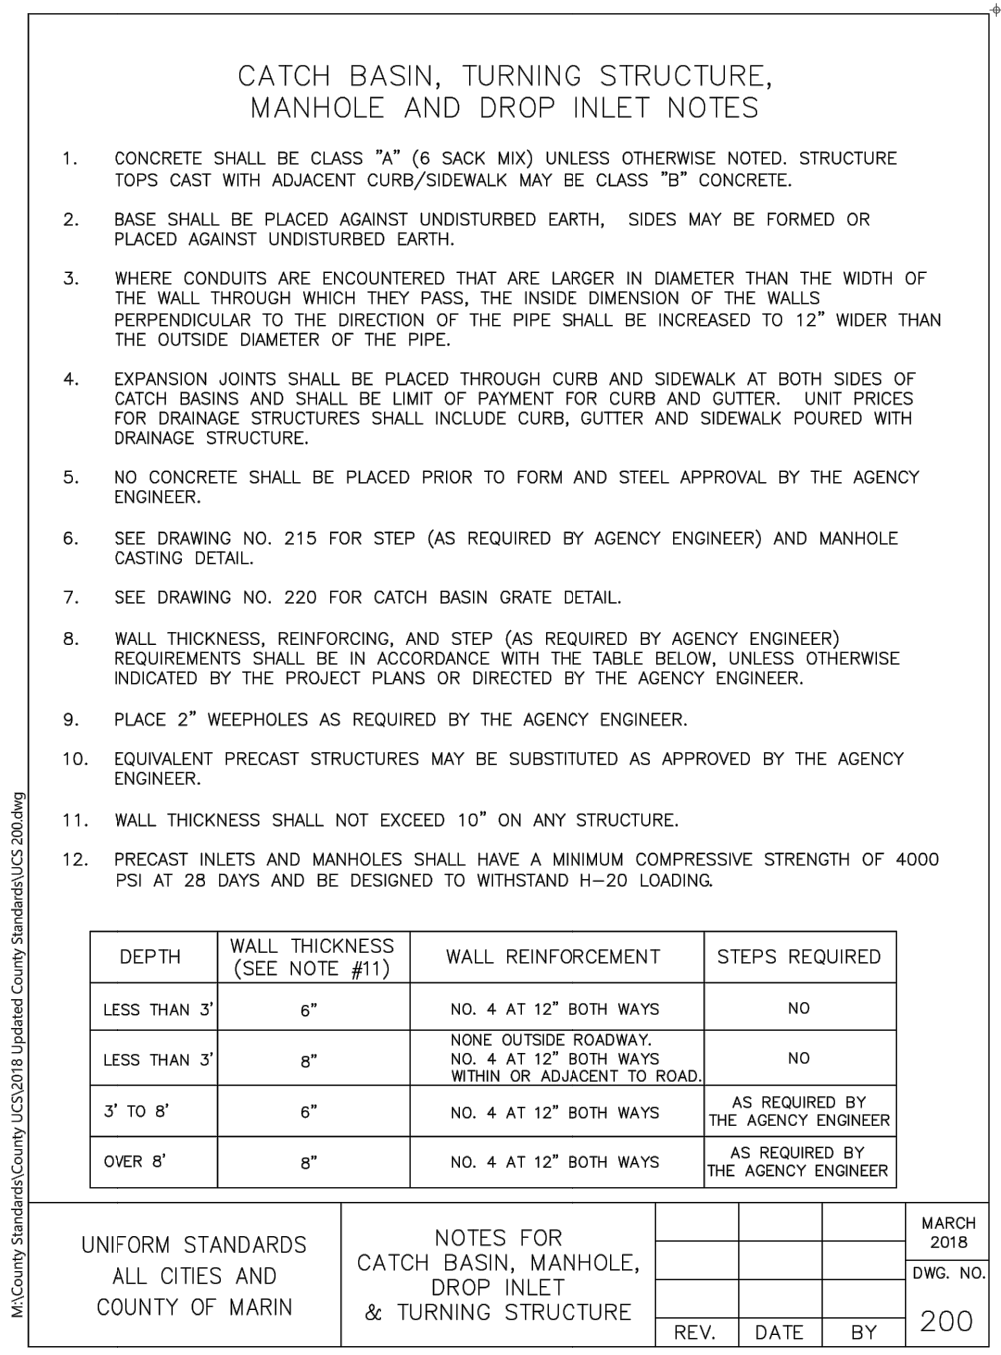 CATCH BASIN, TURNING STRUCTURE,
MANHOLE AND DROP INLET NOTES
1. CONCRETE SHALL BE CLASS "A" (6 SACK MIX) UNLESS OTHERWISE NOTED. STRUCTURE
TOPS CAST WITH ADJACENT CURB/SIDEWALK MAY BE CLASS "B" CONCRETE.
2. BASE SHALL BE PLACED AGAINST UNDISTURBED EARTH, SIDES MAY BE FORMED OR
PLACED AGAINST UNDISTURBED EARTH.
3. WHERE CONDUITS ARE ENCOUNTERED THAT ARE LARGER IN DIAMETER THAN THE WIDTH OF
THE WALL THROUGH WHICH THEY PASS, THE INSIDE DIMENSION OF THE WALLS
PERPENDICULAR TO THE DIRECTION OF THE PIPE SHALL BE INCREASED TO 12" WIDER THAN
THE OUTSIDE DIAMETER OF THE PIPE.
4. EXPANSION JOINTS SHALL BE PLACED THROUGH CURB AND SIDEWALK AT BOTH SIDES OF
CATCH BASINS AND SHALL BE LIMIT OF PAYMENT FOR CURB AND GUTTER. UNIT PRICES
FOR DRAINAGE STRUCTURES SHALL INCLUDE CURB, GUTTER AND SIDEWALK POURED WITH
DRAINAGE STRUCTURE.
5. NO CONCRETE SHALL BE PLACED PRIOR TO FORM AND STEEL APPROVAL BY THE AGENCY
ENGINEER.
6. SEE DRAWING NO. 215 FOR STEP (AS REQUIRED BY AGENCY ENGINEER) AND MANHOLE
CASTING DETAIL.
7. SEE DRAWING NO. 220 FOR CATCH BASIN GRATE DETAIL.
8. WALL THICKNESS, REINFORCING, AND STEP (AS REQUIRED BY AGENCY ENGINEER)
REQUIREMENTS SHALL BE IN ACCORDANCE WITH THE TABLE BELOW, UNLESS OTHERWISE
INDICATED BY THE PROJECT PLANS OR DIRECTED BY THE AGENCY ENGINEER.
9. PLACE 2" WEEPHOLES AS REQUIRED BY THE AGENCY ENGINEER.
10. EQUIVALENT PRECAST STRUCTURES MAY BE SUBSTITUTED AS APPROVED BY THE AGENCY
ENGINEER.
11. WALL THICKNESS SHALL NOT EXCEED 10" ON ANY STRUCTURE.
12. PRECAST INLETS AND MANHOLES SHALL HAVE A MINIMUM COMPRESSIVE STRENGTH OF 4000
PSI AT 28 DAYS AND BE DESIGNED TO WITHSTAND H-20 LOADING.
DEPTH
WALL THICKNESS
(SEE NOTE #11)
WALL REINFORCEMENT
STEPS REQUIRED
LESS THAN 3'
6"
NO. 4 AT 12" BOTH WAYS
NO
LESS THAN 3'
8"
NONE OUTSIDE ROADWAY.
NO. 4 AT 12" BOTH WAYS
WITHIN OR ADJACENT TO ROAD.
NO
3' TO 8'
6"
NO. 4 AT 12" BOTH WAYS
AS REQUIRED BY
THE AGENCY ENGINEER
OVER 8'
8"
NO. 4 AT 12" BOTH WAYS
AS REQUIRED BY
THE AGENCY ENGINEER
M:\County Standards\County UCS\2018 Updated County Standards\UCS 200.dwg
UNIFORM STANDARDS
ALL CITIES AND
COUNTY OF MARIN
NOTES FOR
CATCH BASIN, MANHOLE,
DROP INLET
& TURNING STRUCTURE
REV.
DATE
BY
MARCH
2018
DWG. NO.
200